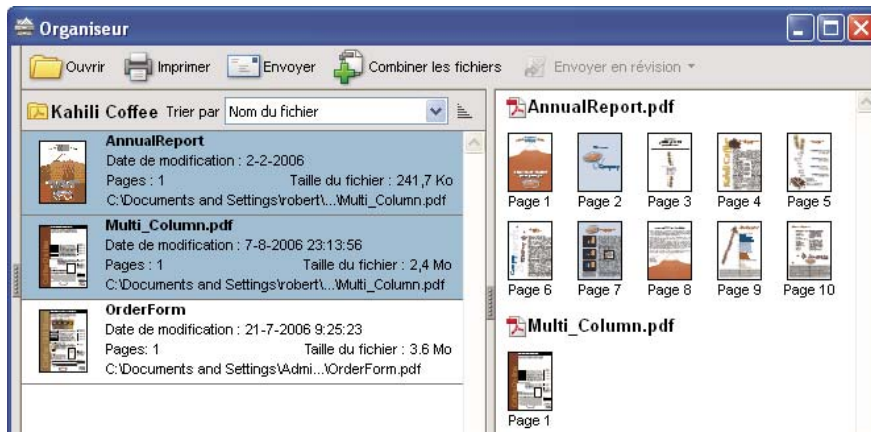 Organiseur
Ouvrir Imprimer Envoyer Combiner les fichiers Envoyer en révision
Kahili Coffee Trier par Nom du fichier
AnnualReport
Date de modification : 2-2-2006
Pages : 1 Taille du fichier : 241,7 Ko
C:\Documents and Settings\robert\...\Multi_Column.pdf
Multi_Column.pdf
Date de modification : 7-8-2006 23:13:56
Pages : 1 Taille du fichier : 2,4 Mo
C:\Documents and Settings\robert\...\Multi_Column.pdf
OrderForm
Date de modification : 21-7-2006 9:25:23
Pages: 1 Taille du fichier : 3.6 Mo
C:\Documents and Settings\Admi...\OrderForm.pdf
AnnualReport.pdf
Page 1 Page 2 Page 3 Page 4 Page 5
Page 6 Page 7 Page 8 Page 9 Page 10
Multi_Column.pdf
Page 1